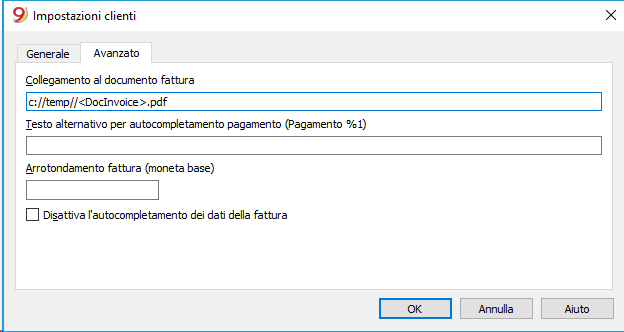 9 Impostazioni clienti
Generale
Avanzato
Collegamento al documento fattura
c://temp//<DocInvoice>.pdf
Testo alternativo per autocompletamento pagamento (Pagamento %1)
Arrotondamento fattura (moneta base)
Disattiva l'autocompletamento dei dati della fattura
OK
Annulla
Aiuto